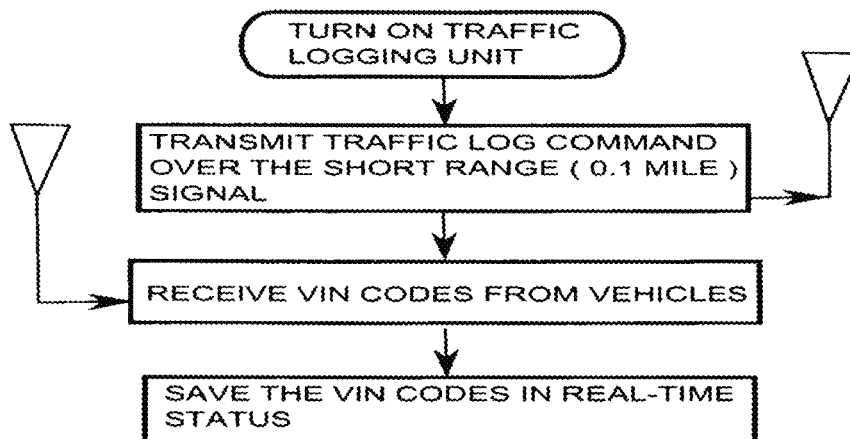 TURN ON TRAFFIC
LOGGING UNIT
TRANSMIT TRAFFIC LOG COMMAND
OVER THE SHORT RANGE ( 0.1 MILE )
SIGNAL
RECEIVE VIN CODES FROM VEHICLES
SAVE THE VIN CODES IN REAL-TIME
STATUS